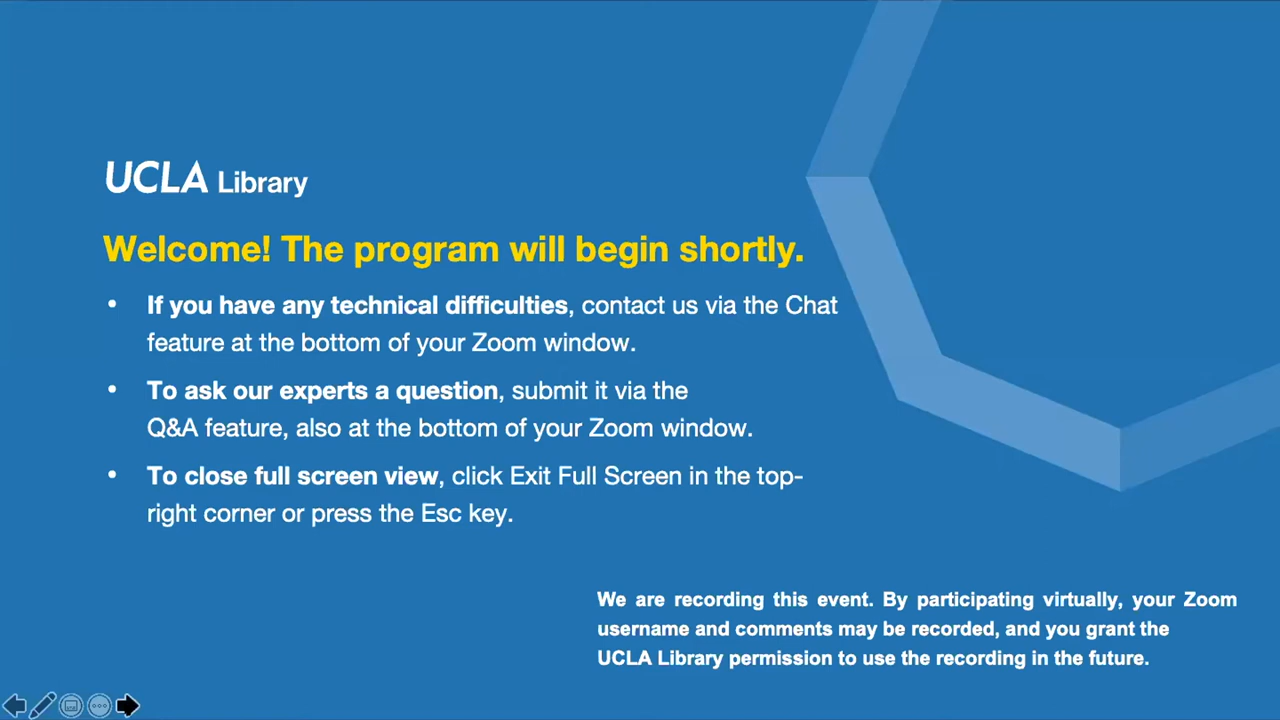 UCLA Library
Welcome! The program will begin shortly.
• If you have any technical difficulties, contact us via the Chat
feature at the bottom of your Zoom window.
• To ask our experts a question, submit it via the
Q&A feature, also at the bottom of your Zoom window.
• To close full screen view, click Exit Full Screen in the top-
right corner or press the Esc key.
We are recording this event. By participating virtually, your Zoom
username and comments may be recorded, and you grant the
UCLA Library permission to use the recording in the future.